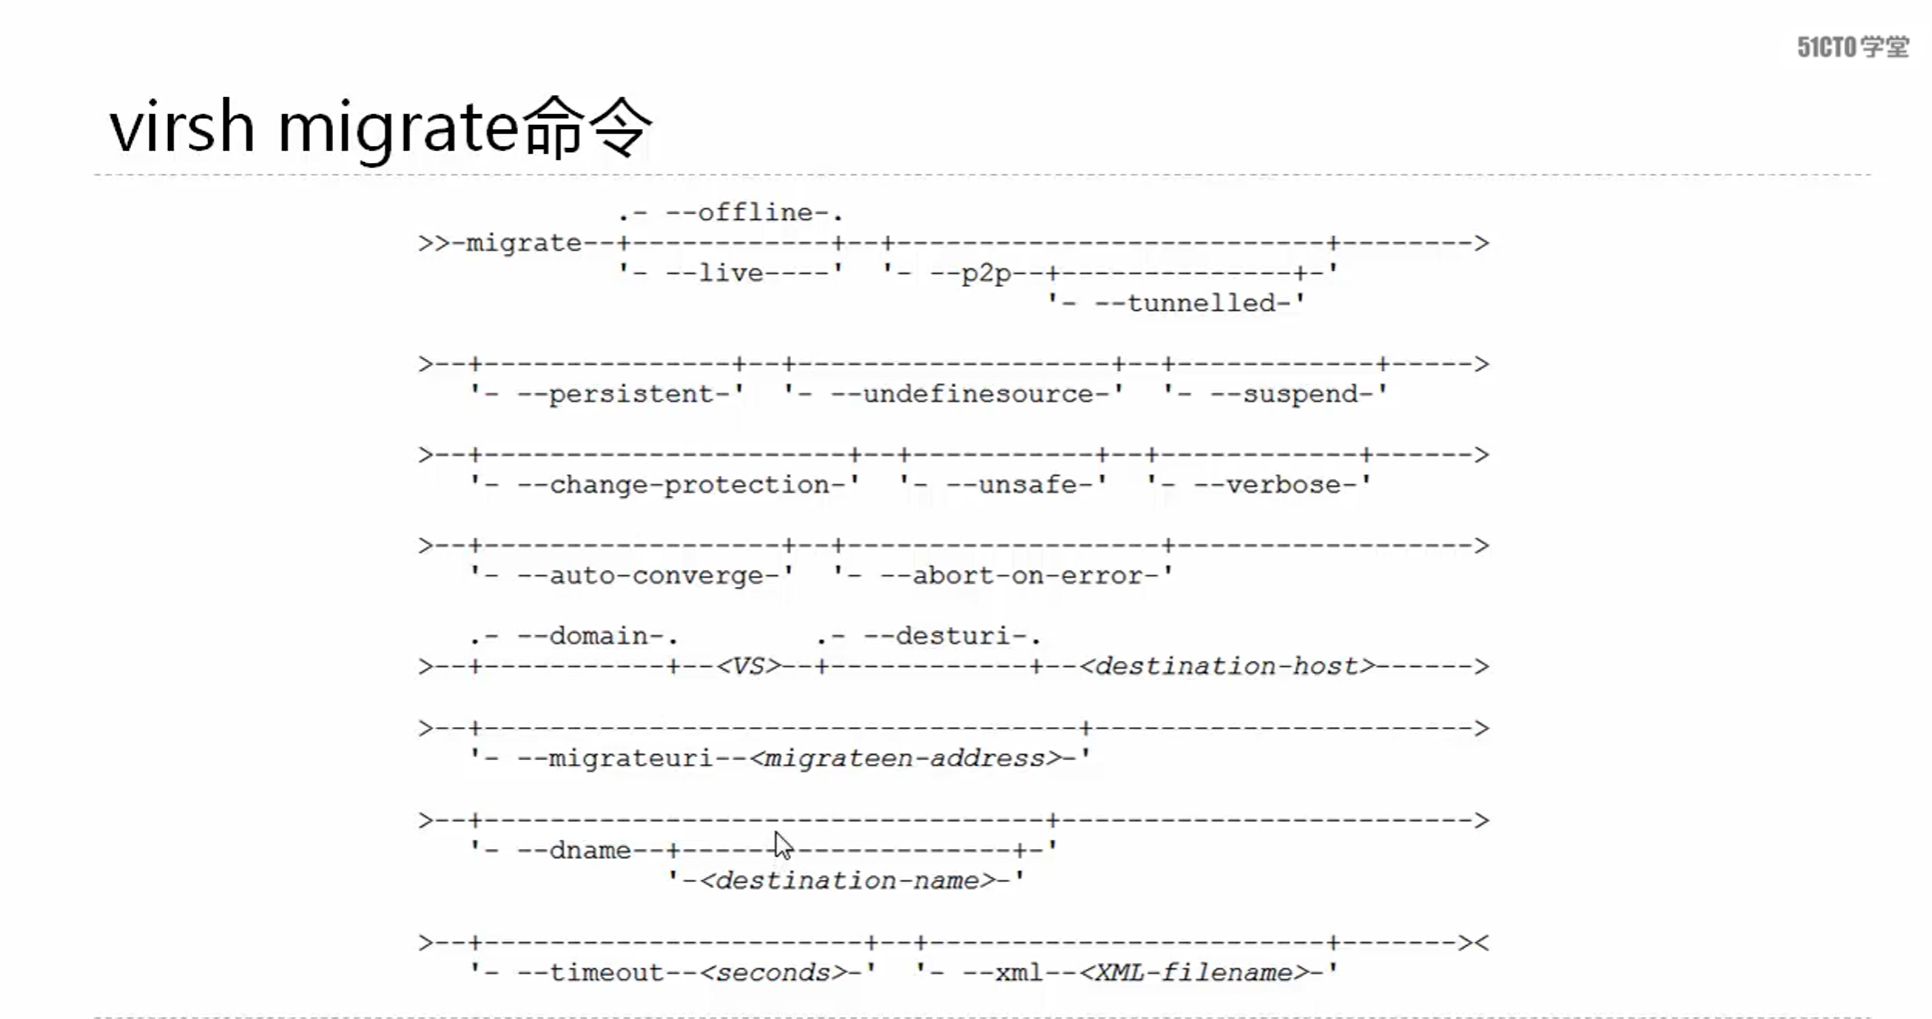 51CTO学堂
virsh migrate命令
.- --offline-.
>>-migrate--+------------+--+--------------------------+-------->
'- --live----' '- --p2p--+--------------+-'
'- --tunnelled-'
>--+---------------+--+-------------------+--+------------+----->
'- --persistent-' '- --undefinesource-' '- --suspend-'
>--+----------------------+--+-----------+--+------------+------>
'- --change-protection-' '- --unsafe-' '- --verbose-'
>--+------------------+--+-------------------+------------------>
'- --auto-converge-' '- --abort-on-error-'
.- --domain-. .- --desturi-.
>--+-----------+--<VS>--+------------+--<destination-host>------>
>--+------------------------------------+----------------------->
'- --migrateuri--<migrateen-address>-'
>--+----------------------------------+------------------------->
'- --dname--+--------------------+-'
'-<destination-name>-'
>--+-----------------------+--+------------------------+-------><
'- --timeout--<seconds>-' '- --xml--<XML-filename>-'